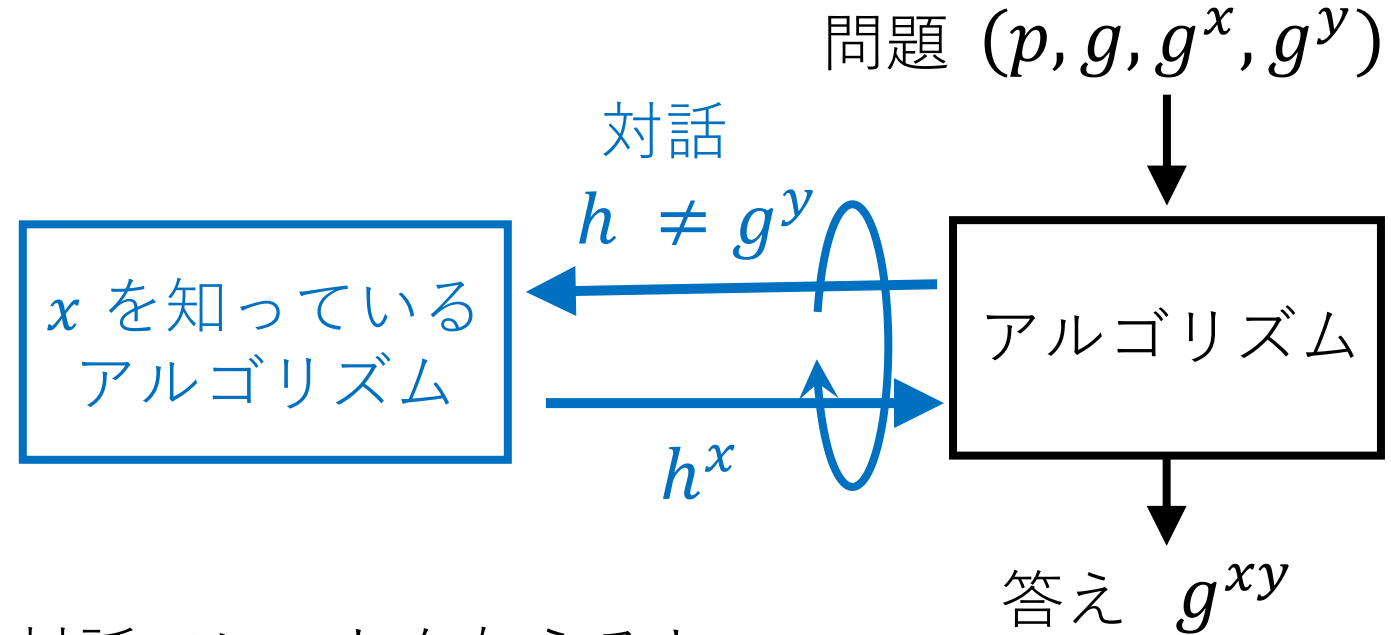 問題 (p, g, g^x, g^y)
対話
h ≠ g^y
x を知っている
アルゴリズム
アルゴリズム
h^x
答え g^{xy}